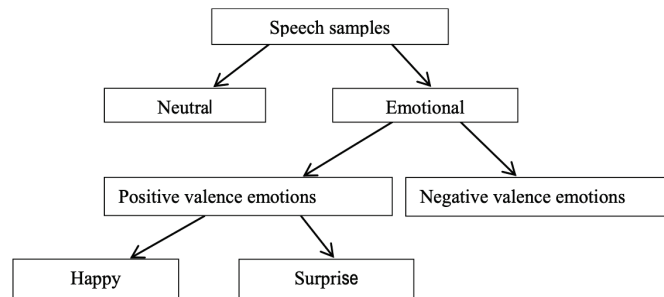 Speech samples
Neutral
Emotional
Positive valence emotions
Negative valence emotions
Happy
Surprise